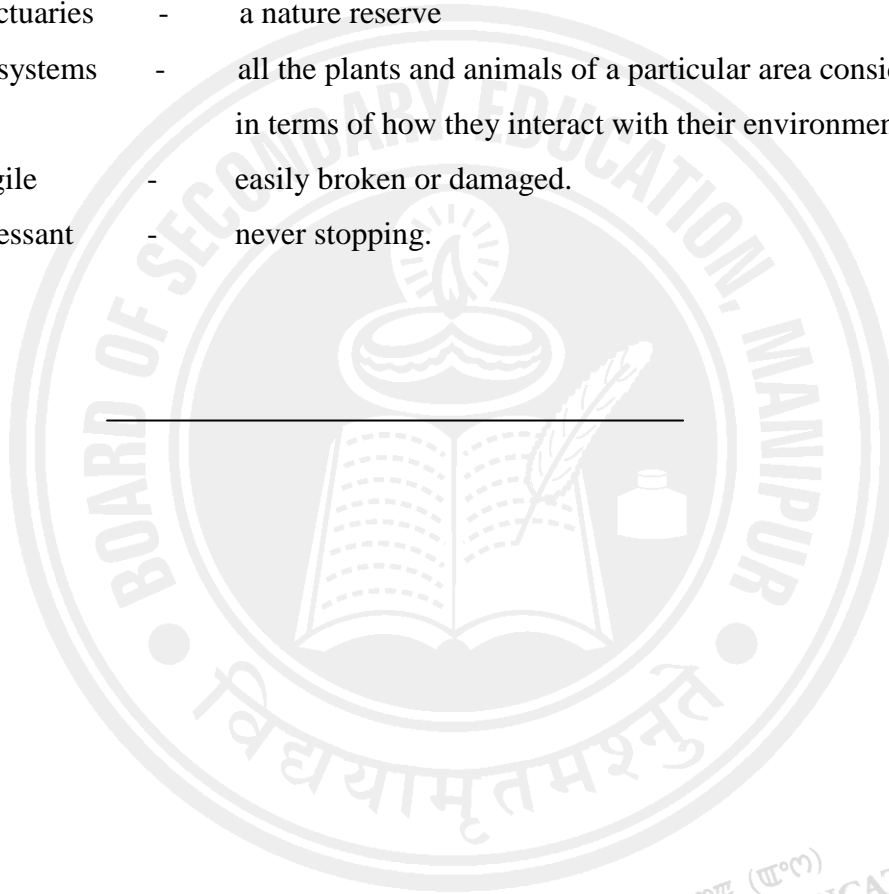 ctuaries - a nature reserve
systems - all the plants and animals of a particular area consi
in terms of how they interact with their environmen
gile - easily broken or damaged.
essant - never stopping.
BOARD OF SECONDARY EDUCATION, MANIPUR
विद्ययामृतमश्नुते